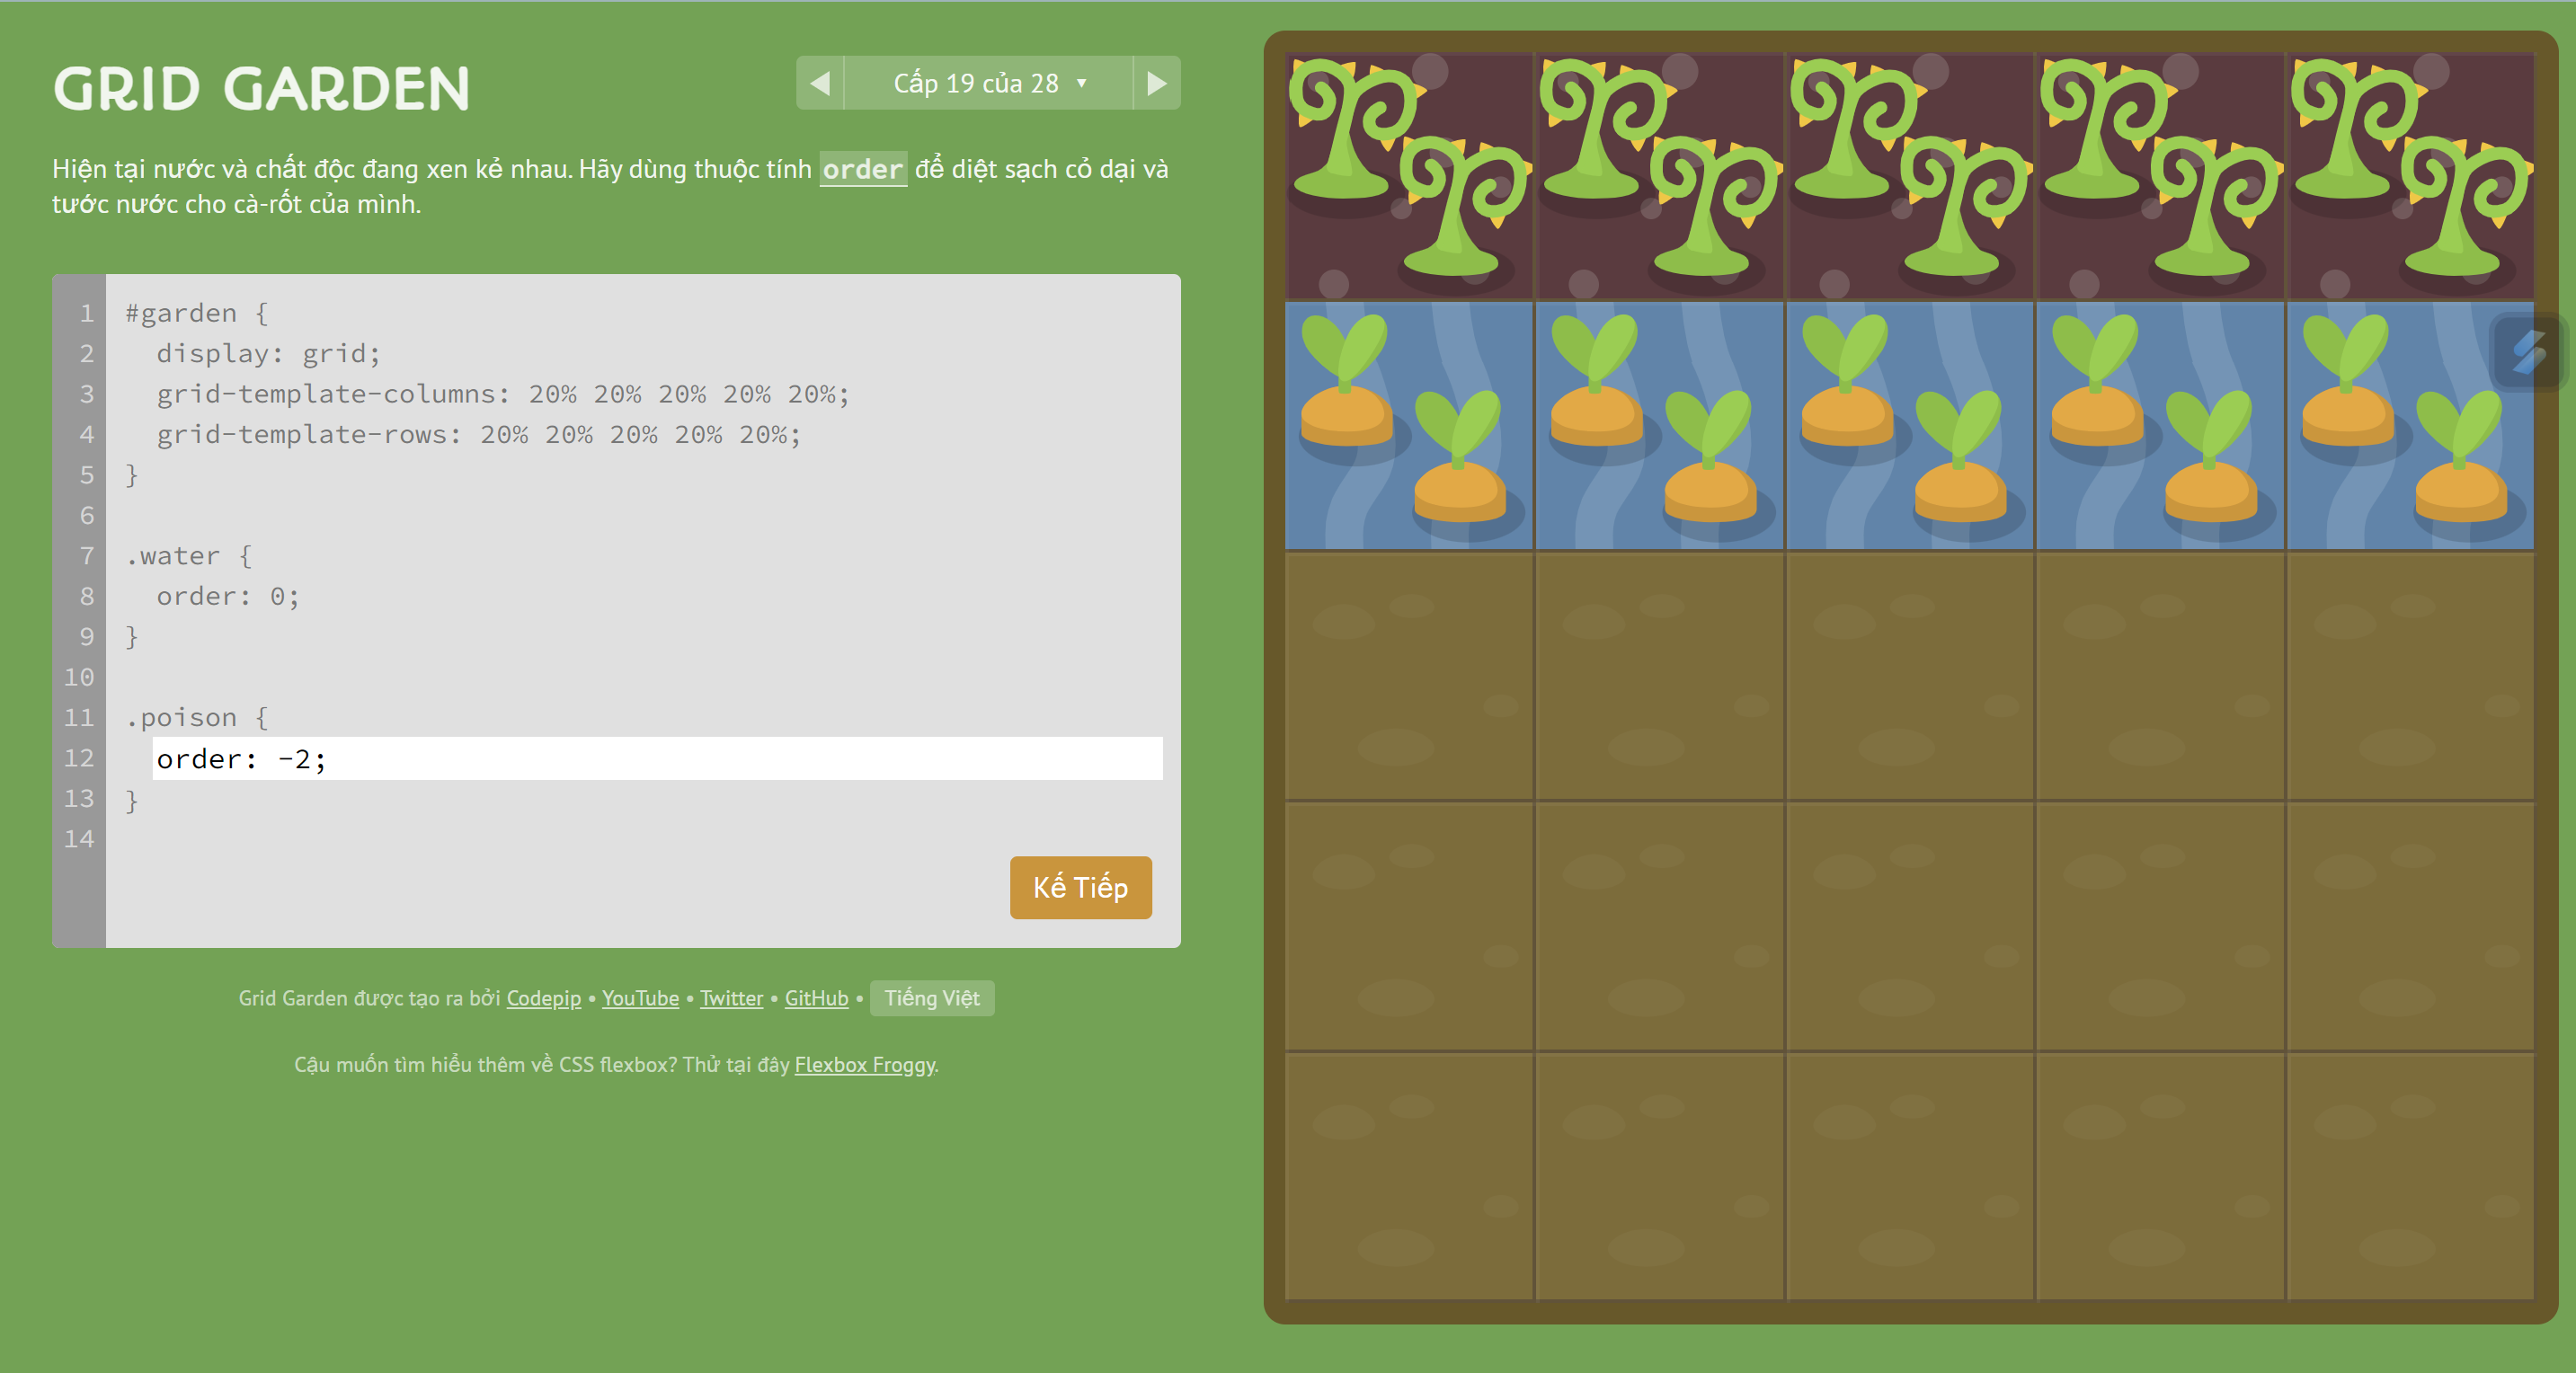 GRID GARDEN
Cấp 19 của 28 ▼
Hiện tại nước và chất độc đang xen kẻ nhau. Hãy dùng thuộc tính order để diệt sạch cỏ dại và
tước nước cho cà-rốt của mình.
1 #garden {
2   display: grid;
3   grid-template-columns: 20% 20% 20% 20% 20%;
4   grid-template-rows: 20% 20% 20% 20% 20%;
5 }
6
7 .water {
8   order: 0;
9 }
10
11 .poison {
12   order: -2;
13 }
14
Kế Tiếp
Grid Garden được tạo ra bởi Codepip • YouTube • Twitter • GitHub • Tiếng Việt
Cậu muốn tìm hiểu thêm về CSS flexbox? Thử tại đây Flexbox Froggy.